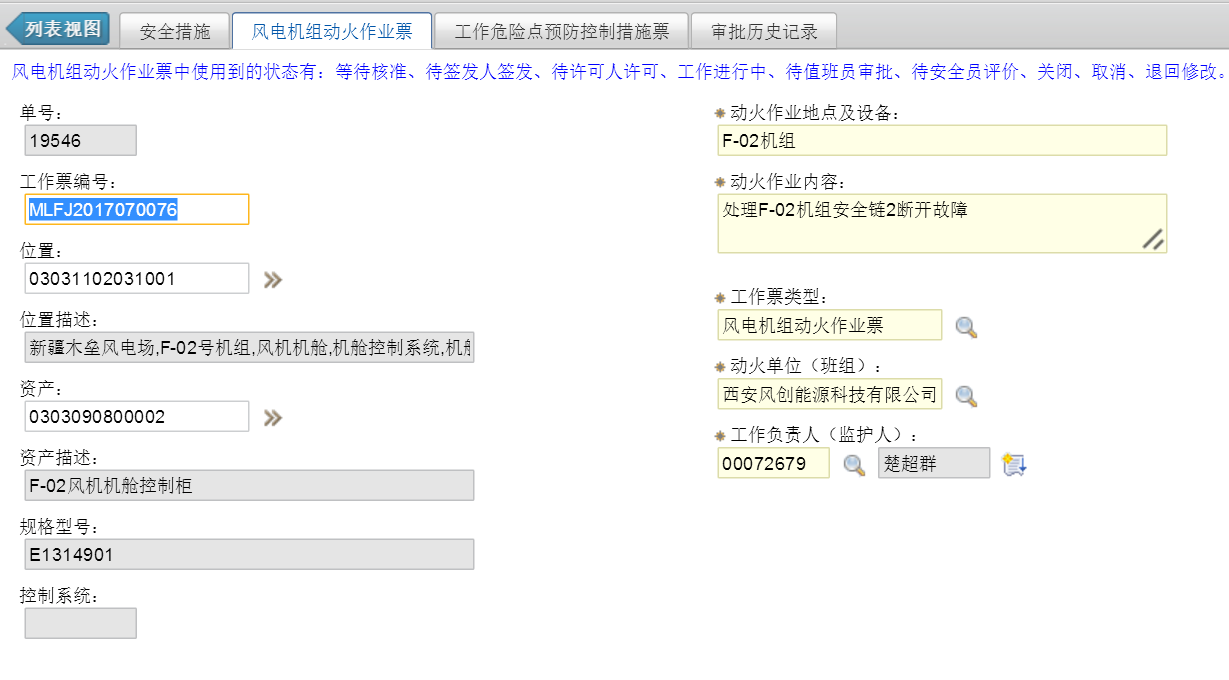 列表视图
安全措施
风电机组动火作业票
工作危险点预防控制措施票
审批历史记录
风电机组动火作业票中使用到的状态有：等待核准、待签发人签发、待许可人许可、工作进行中、待值班员审批、待安全员评价、关闭、取消、退回修改。
单号：
19546
工作票编号：
MLFJ2017070076
位置：
03031102031001
位置描述：
新疆木垒风电场,F-02号机组,风机机舱,机舱控制系统,机舱
资产：
0303090800002
资产描述：
F-02风机机舱控制柜
规格型号：
E1314901
控制系统：
动火作业地点及设备：
F-02机组
动火作业内容：
处理F-02机组安全链2断开故障
工作票类型：
风电机组动火作业票
动火单位（班组）：
西安风创能源科技有限公司
工作负责人（监护人）：
00072679
楚超群